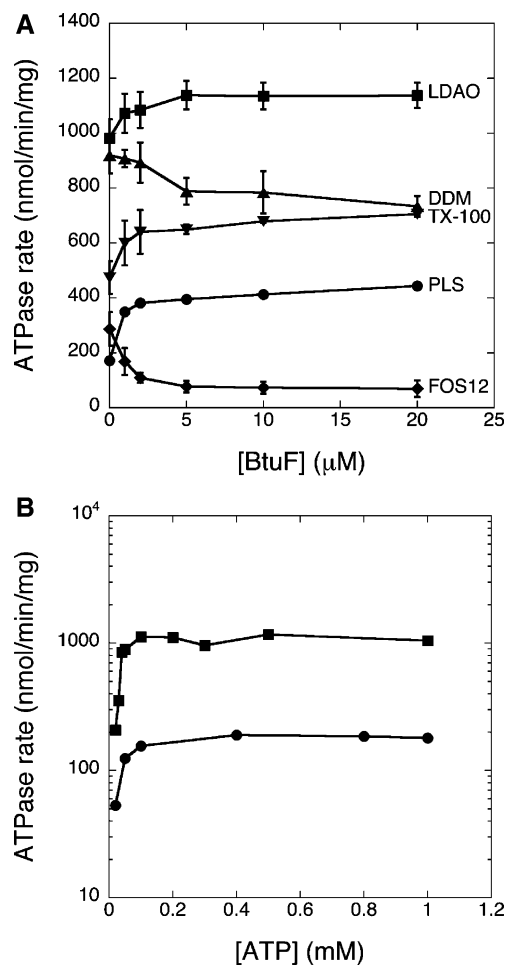 A
1400
1200
1000
800
600
400
200
0
ATPase rate (nmol/min/mg)
LDAO
DDM
TX-100
PLS
FOS12
0 5 10 15 20 25
[BtuF] (μM)
B
10⁴
1000
100
10
ATPase rate (nmol/min/mg)
0 0.2 0.4 0.6 0.8 1 1.2
[ATP] (mM)